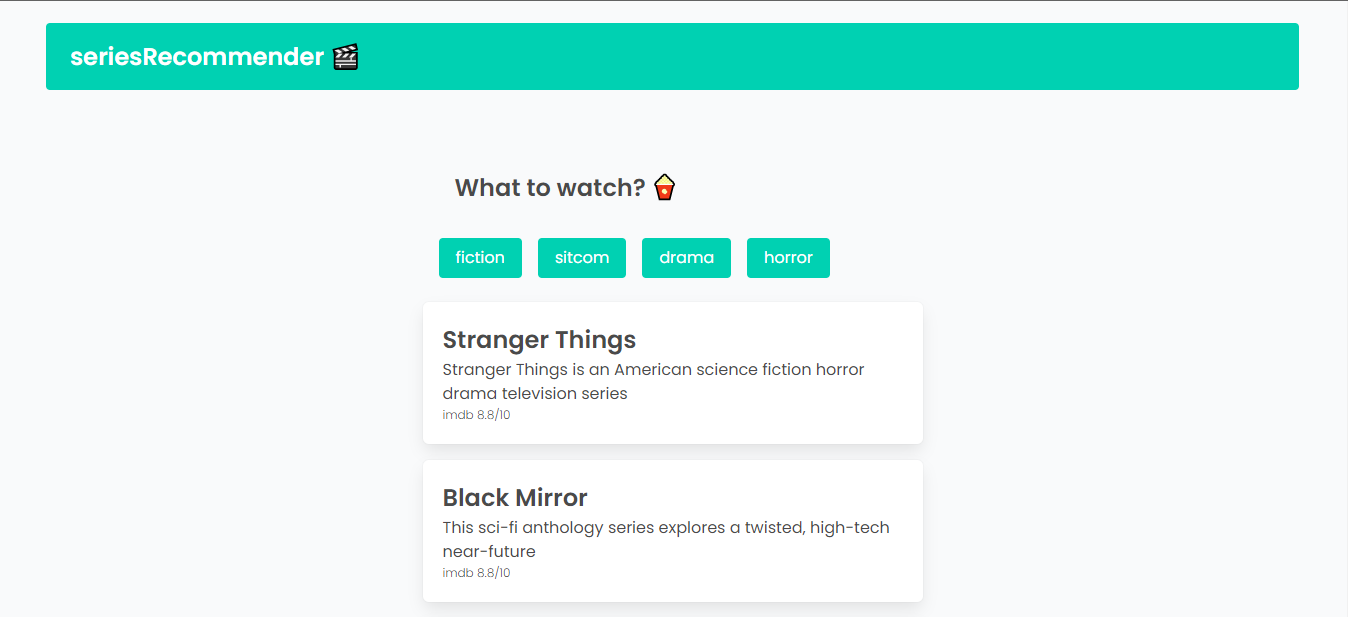 seriesRecommender 🎬
What to watch? 🍿
fiction sitcom drama horror
Stranger Things
Stranger Things is an American science fiction horror
drama television series
imdb 8.8/10
Black Mirror
This sci-fi anthology series explores a twisted, high-tech
near-future
imdb 8.8/10